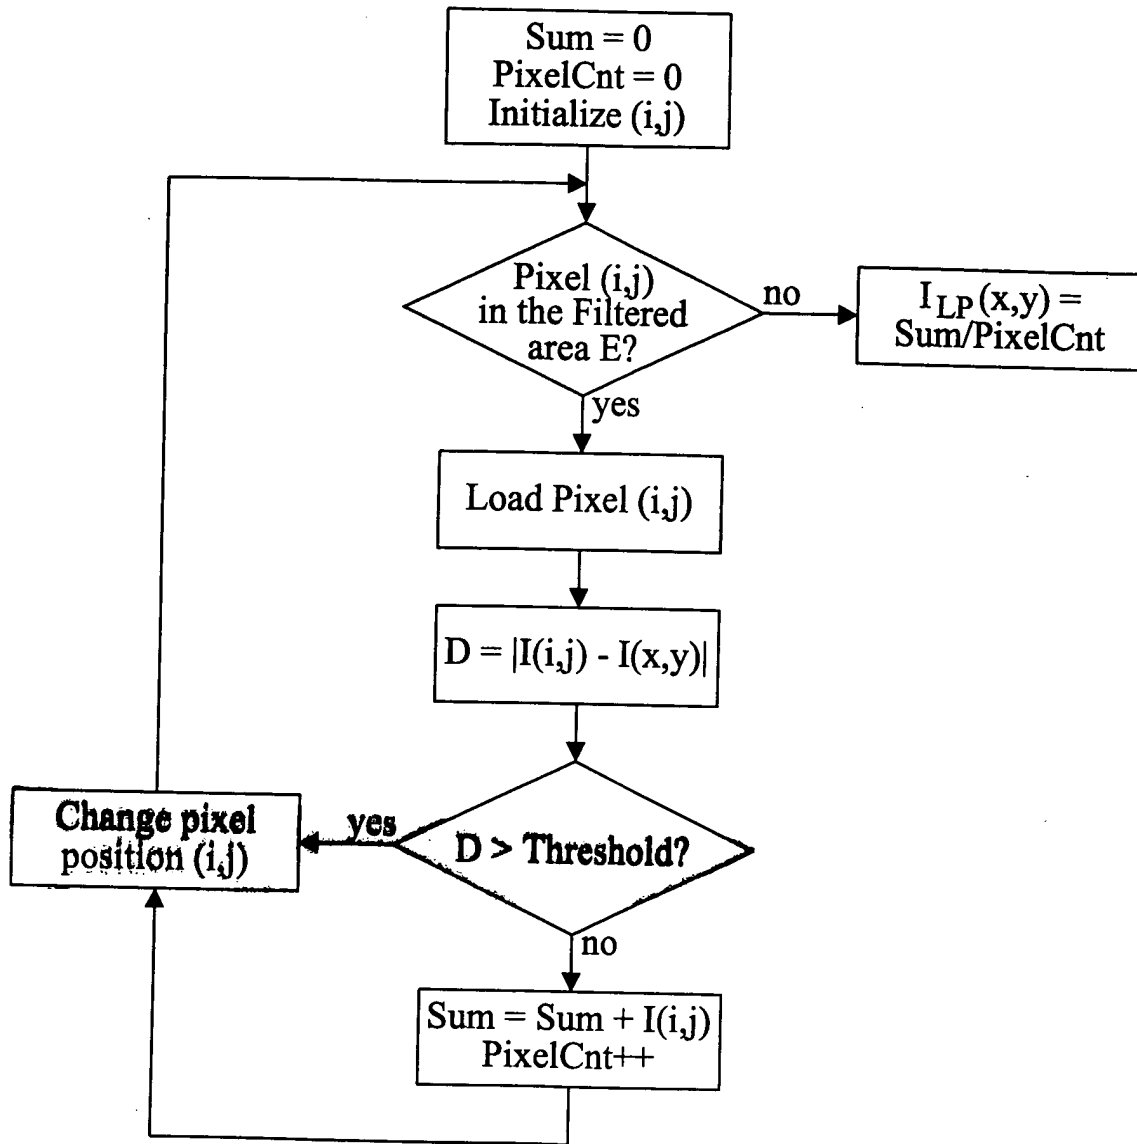 Sum = 0
PixelCnt = 0
Initialize (i,j)
Pixel (i,j)
in the Filtered
area E?
no
I LP (x,y) =
Sum/PixelCnt
yes
Load Pixel (i,j)
D = |I(i,j) - I(x,y)|
Change pixel
position (i,j)
yes
D > Threshold?
no
Sum = Sum + I(i,j)
PixelCnt++